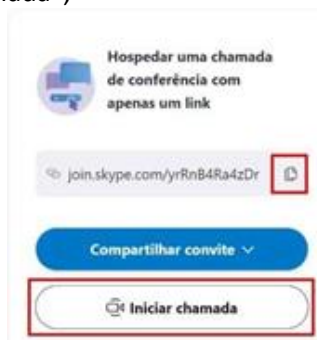 Hospedar uma chamada
de conferência com
apenas um link
join.skype.com/yrRnB4Ra4zDr
Compartilhar convite
Iniciar chamada